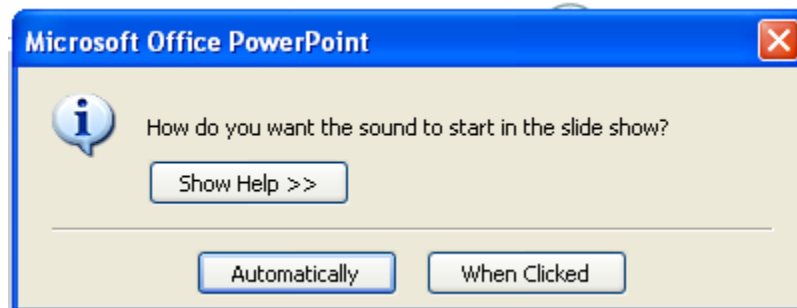 Microsoft Office PowerPoint
How do you want the sound to start in the slide show?
Show Help >>
Automatically When Clicked